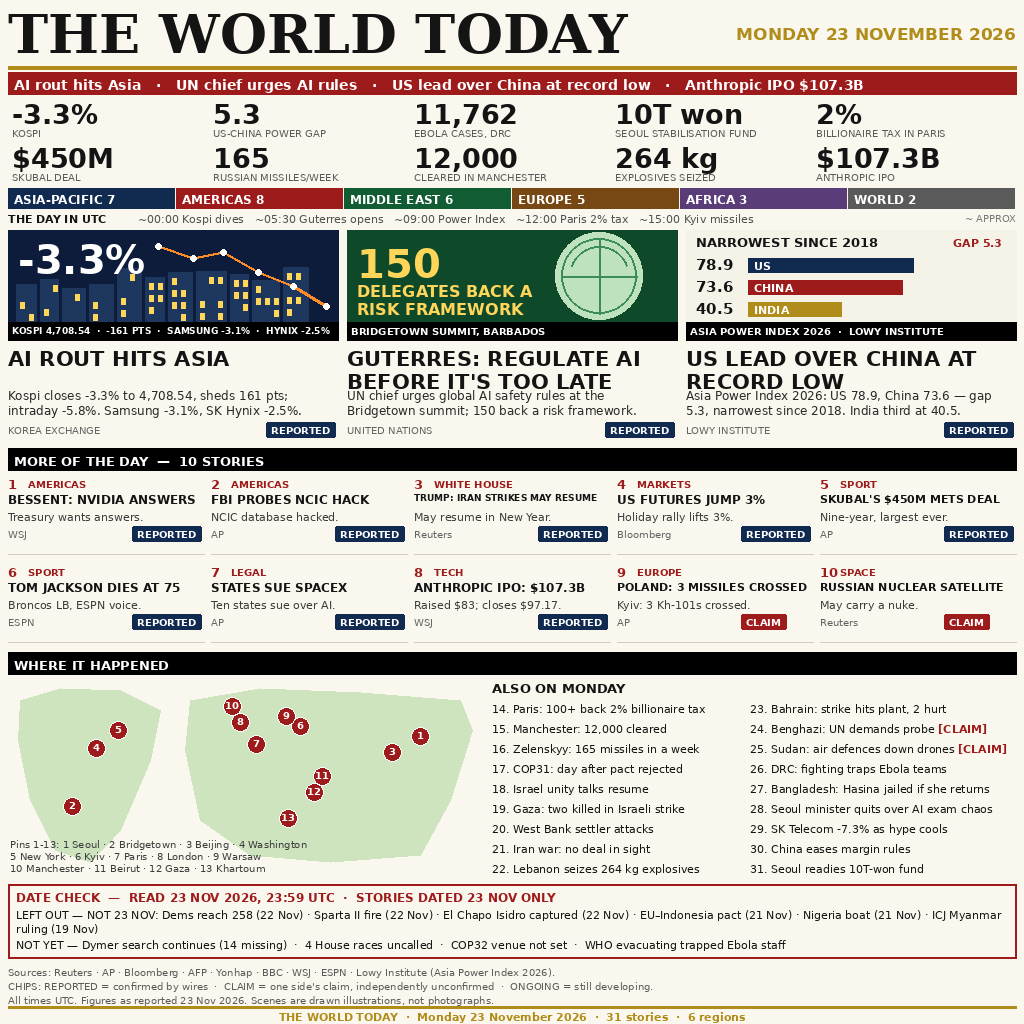 THE WORLD TODAY
MONDAY 23 NOVEMBER 2026
AI rout hits Asia · UN chief urges AI rules · US lead over China at record low · Anthropic IPO $107.3B
-3.3%
KOSPI
5.3
US-CHINA POWER GAP
11,762
EBOLA CASES, DRC
10T won
SEOUL STABILISATION FUND
2%
BILLIONAIRE TAX IN PARIS
$450M
SKUBAL DEAL
165
RUSSIAN MISSILES/WEEK
12,000
CLEARED IN MANCHESTER
264 kg
EXPLOSIVES SEIZED
$107.3B
ANTHROPIC IPO
ASIA-PACIFIC 7
AMERICAS 8
MIDDLE EAST 6
EUROPE 5
AFRICA 3
WORLD 2
THE DAY IN UTC
~00:00 Kospi dives ~05:30 Guterres opens ~09:00 Power Index ~12:00 Paris 2% tax ~15:00 Kyiv missiles
~ APPROX
-3.3%
KOSPI 4,708.54 · -161 PTS · SAMSUNG -3.1% · HYNIX -2.5%
150
DELEGATES BACK A
RISK FRAMEWORK
BRIDGETOWN SUMMIT, BARBADOS
NARROWEST SINCE 2018
GAP 5.3
78.9 US
73.6 CHINA
40.5 INDIA
ASIA POWER INDEX 2026 · LOWY INSTITUTE
AI ROUT HITS ASIA
Kospi closes -3.3% to 4,708.54, sheds 161 pts;
intraday -5.8%. Samsung -3.1%, SK Hynix -2.5%.
KOREA EXCHANGE
REPORTED
GUTERRES: REGULATE AI
BEFORE IT'S TOO LATE
UN chief urges global AI safety rules at the
Bridgetown summit; 150 back a risk framework.
UNITED NATIONS
REPORTED
US LEAD OVER CHINA AT
RECORD LOW
Asia Power Index 2026: US 78.9, China 73.6 — gap
5.3, narrowest since 2018. India third at 40.5.
LOWY INSTITUTE
REPORTED
MORE OF THE DAY — 10 STORIES
1 AMERICAS
BESSENT: NVIDIA ANSWERS
Treasury wants answers.
WSJ
REPORTED
2 AMERICAS
FBI PROBES NCIC HACK
NCIC database hacked.
AP
REPORTED
3 WHITE HOUSE
TRUMP: IRAN STRIKES MAY RESUME
May resume in New Year.
Reuters
REPORTED
4 MARKETS
US FUTURES JUMP 3%
Holiday rally lifts 3%.
Bloomberg
REPORTED
5 SPORT
SKUBAL'S $450M METS DEAL
Nine-year, largest ever.
AP
REPORTED
6 SPORT
TOM JACKSON DIES AT 75
Broncos LB, ESPN voice.
ESPN
REPORTED
7 LEGAL
STATES SUE SPACEX
Ten states sue over AI.
AP
REPORTED
8 TECH
ANTHROPIC IPO: $107.3B
Raised $83; closes $97.17.
WSJ
REPORTED
9 EUROPE
POLAND: 3 MISSILES CROSSED
Kyiv: 3 Kh-101s crossed.
AP
CLAIM
10 SPACE
RUSSIAN NUCLEAR SATELLITE
May carry a nuke.
Reuters
CLAIM
WHERE IT HAPPENED
10
8
9
6
7
5
4
1
3
11
12
2
13
Pins 1-13: 1 Seoul · 2 Bridgetown · 3 Beijing · 4 Washington
5 New York · 6 Kyiv · 7 Paris · 8 London · 9 Warsaw
10 Manchester · 11 Beirut · 12 Gaza · 13 Khartoum
ALSO ON MONDAY
14. Paris: 100+ back 2% billionaire tax
15. Manchester: 12,000 cleared
16. Zelenskyy: 165 missiles in a week
17. COP31: day after pact rejected
18. Israel unity talks resume
19. Gaza: two killed in Israeli strike
20. West Bank settler attacks
21. Iran war: no deal in sight
22. Lebanon seizes 264 kg explosives
23. Bahrain: strike hits plant, 2 hurt
24. Benghazi: UN demands probe [CLAIM]
25. Sudan: air defences down drones [CLAIM]
26. DRC: fighting traps Ebola teams
27. Bangladesh: Hasina jailed if she returns
28. Seoul minister quits over AI exam chaos
29. SK Telecom -7.3% as hype cools
30. China eases margin rules
31. Seoul readies 10T-won fund
DATE CHECK — READ 23 NOV 2026, 23:59 UTC · STORIES DATED 23 NOV ONLY
LEFT OUT — NOT 23 NOV: Dems reach 258 (22 Nov) · Sparta II fire (22 Nov) · El Chapo Isidro captured (22 Nov) · EU–Indonesia pact (21 Nov) · Nigeria boat (21 Nov) · ICJ Myanmar
ruling (19 Nov)
NOT YET — Dymer search continues (14 missing) · 4 House races uncalled · COP32 venue not set · WHO evacuating trapped Ebola staff
Sources: Reuters · AP · Bloomberg · AFP · Yonhap · BBC · WSJ · ESPN · Lowy Institute (Asia Power Index 2026).
CHIPS: REPORTED = confirmed by wires · CLAIM = one side's claim, independently unconfirmed · ONGOING = still developing.
All times UTC. Figures as reported 23 Nov 2026. Scenes are drawn illustrations, not photographs.
THE WORLD TODAY · Monday 23 November 2026 · 31 stories · 6 regions